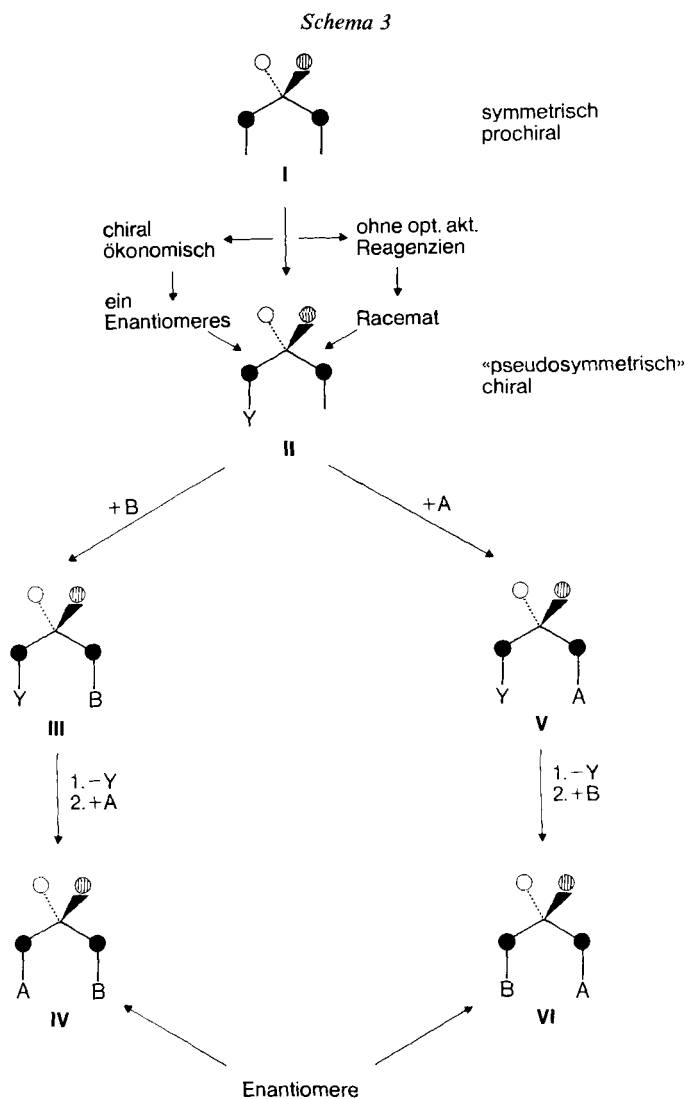 Schema 3
symmetrisch
prochiral
I
chiral
ökonomisch
ohne opt. akt.
Reagenzien
ein
Enantiomeres
Racemat
«pseudosymmetrisch»
chiral
Y
II
+B
+A
Y
B
III
Y
A
V
1. –Y
2. +A
1. –Y
2. +B
A
B
IV
B
A
VI
Enantiomere